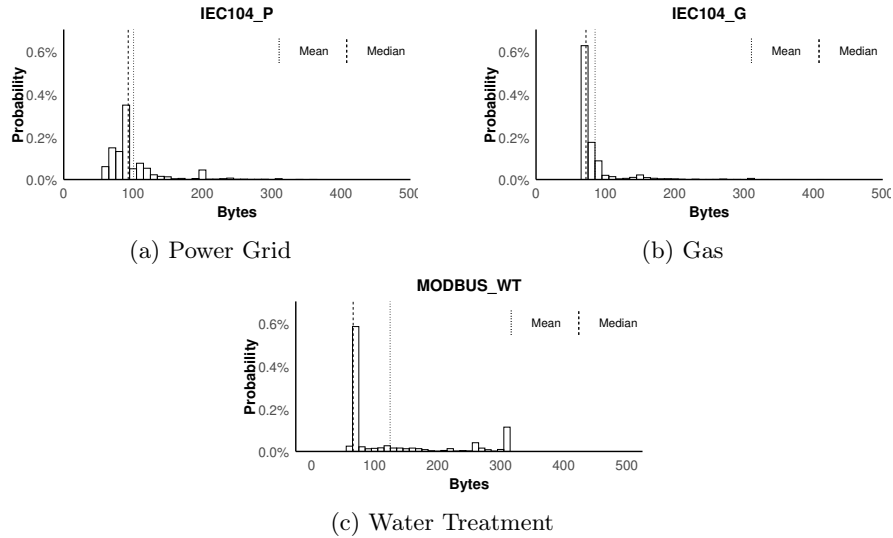 IEC104_P
Probability
0.6%
0.4%
0.2%
0.0%
Mean Median
0 100 200 300 400 500
Bytes
(a) Power Grid
IEC104_G
Probability
0.6%
0.4%
0.2%
0.0%
Mean Median
0 100 200 300 400 500
Bytes
(b) Gas
MODBUS_WT
Probability
0.6%
0.4%
0.2%
0.0%
Mean Median
0 100 200 300 400 500
Bytes
(c) Water Treatment